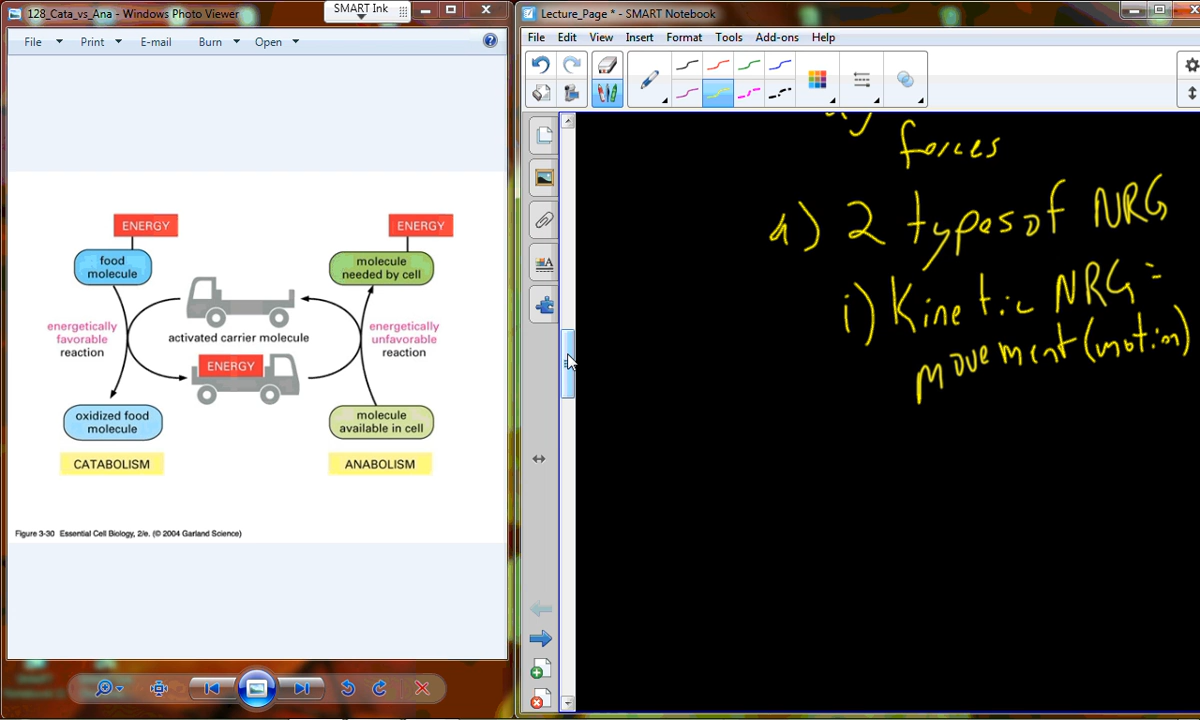 128_Cata_vs_Ana - Windows Photo Viewer
SMART Ink
File Print E-mail Burn Open
ENERGY ENERGY
food
molecule
molecule
needed by cell
energetically
favorable
reaction
activated carrier molecule
energetically
unfavorable
reaction
ENERGY
oxidized food
molecule
molecule
available in cell
CATABOLISM ANABOLISM
Figure 3-30 Essential Cell Biology, 2/e. (© 2004 Garland Science)
Lecture_Page * - SMART Notebook
File Edit View Insert Format Tools Add-ons Help
forces
a) 2 types of NRG
i) Kinetic NRG =
movement (motion)